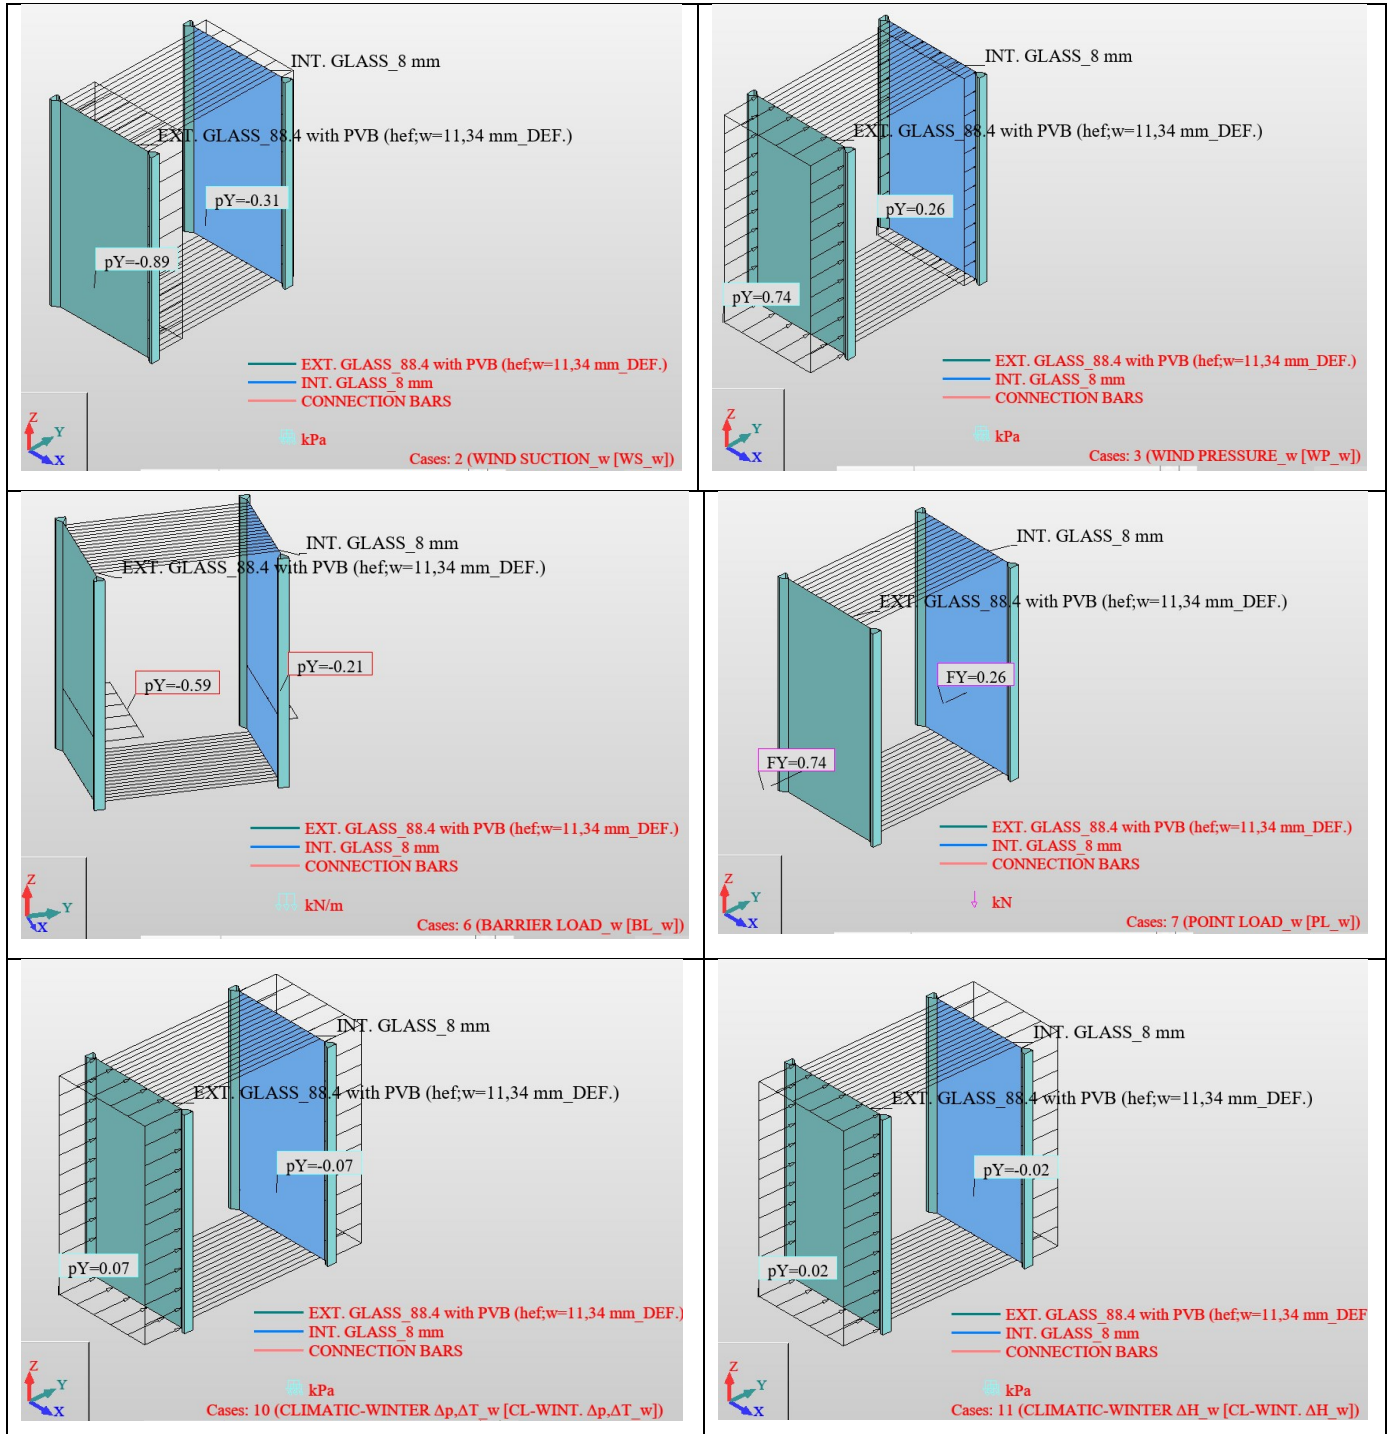 INT. GLASS_8 mm
EXT. GLASS_88.4 with PVB (hef;w=11,34 mm_DEF.)
pY=-0.31
pY=-0.89
EXT. GLASS_88.4 with PVB (hef;w=11,34 mm_DEF.)
INT. GLASS_8 mm
CONNECTION BARS
kPa
Z
Y
X
Cases: 2 (WIND SUCTION_w [WS_w])
INT. GLASS_8 mm
EXT. GLASS_88.4 with PVB (hef;w=11,34 mm_DEF.)
pY=0.26
pY=0.74
EXT. GLASS_88.4 with PVB (hef;w=11,34 mm_DEF.)
INT. GLASS_8 mm
CONNECTION BARS
kPa
Z
Y
X
Cases: 3 (WIND PRESSURE_w [WP_w])
INT. GLASS_8 mm
EXT. GLASS_88.4 with PVB (hef;w=11,34 mm_DEF.)
pY=-0.21
pY=-0.59
EXT. GLASS_88.4 with PVB (hef;w=11,34 mm_DEF.)
INT. GLASS_8 mm
CONNECTION BARS
kN/m
Z
Y
X
Cases: 6 (BARRIER LOAD_w [BL_w])
INT. GLASS_8 mm
EXT. GLASS_88.4 with PVB (hef;w=11,34 mm_DEF.)
FY=0.26
FY=0.74
EXT. GLASS_88.4 with PVB (hef;w=11,34 mm_DEF.)
INT. GLASS_8 mm
CONNECTION BARS
kN
Z
Y
X
Cases: 7 (POINT LOAD_w [PL_w])
INT. GLASS_8 mm
EXT. GLASS_88.4 with PVB (hef;w=11,34 mm_DEF.)
pY=-0.07
pY=0.07
EXT. GLASS_88.4 with PVB (hef;w=11,34 mm_DEF.)
INT. GLASS_8 mm
CONNECTION BARS
kPa
Z
Y
X
Cases: 10 (CLIMATIC-WINTER Δp,ΔT_w [CL-WINT. Δp,ΔT_w])
INT. GLASS_8 mm
EXT. GLASS_88.4 with PVB (hef;w=11,34 mm_DEF.)
pY=-0.02
pY=0.02
EXT. GLASS_88.4 with PVB (hef;w=11,34 mm_DEF
INT. GLASS_8 mm
CONNECTION BARS
kPa
Z
Y
X
Cases: 11 (CLIMATIC-WINTER ΔH_w [CL-WINT. ΔH_w])